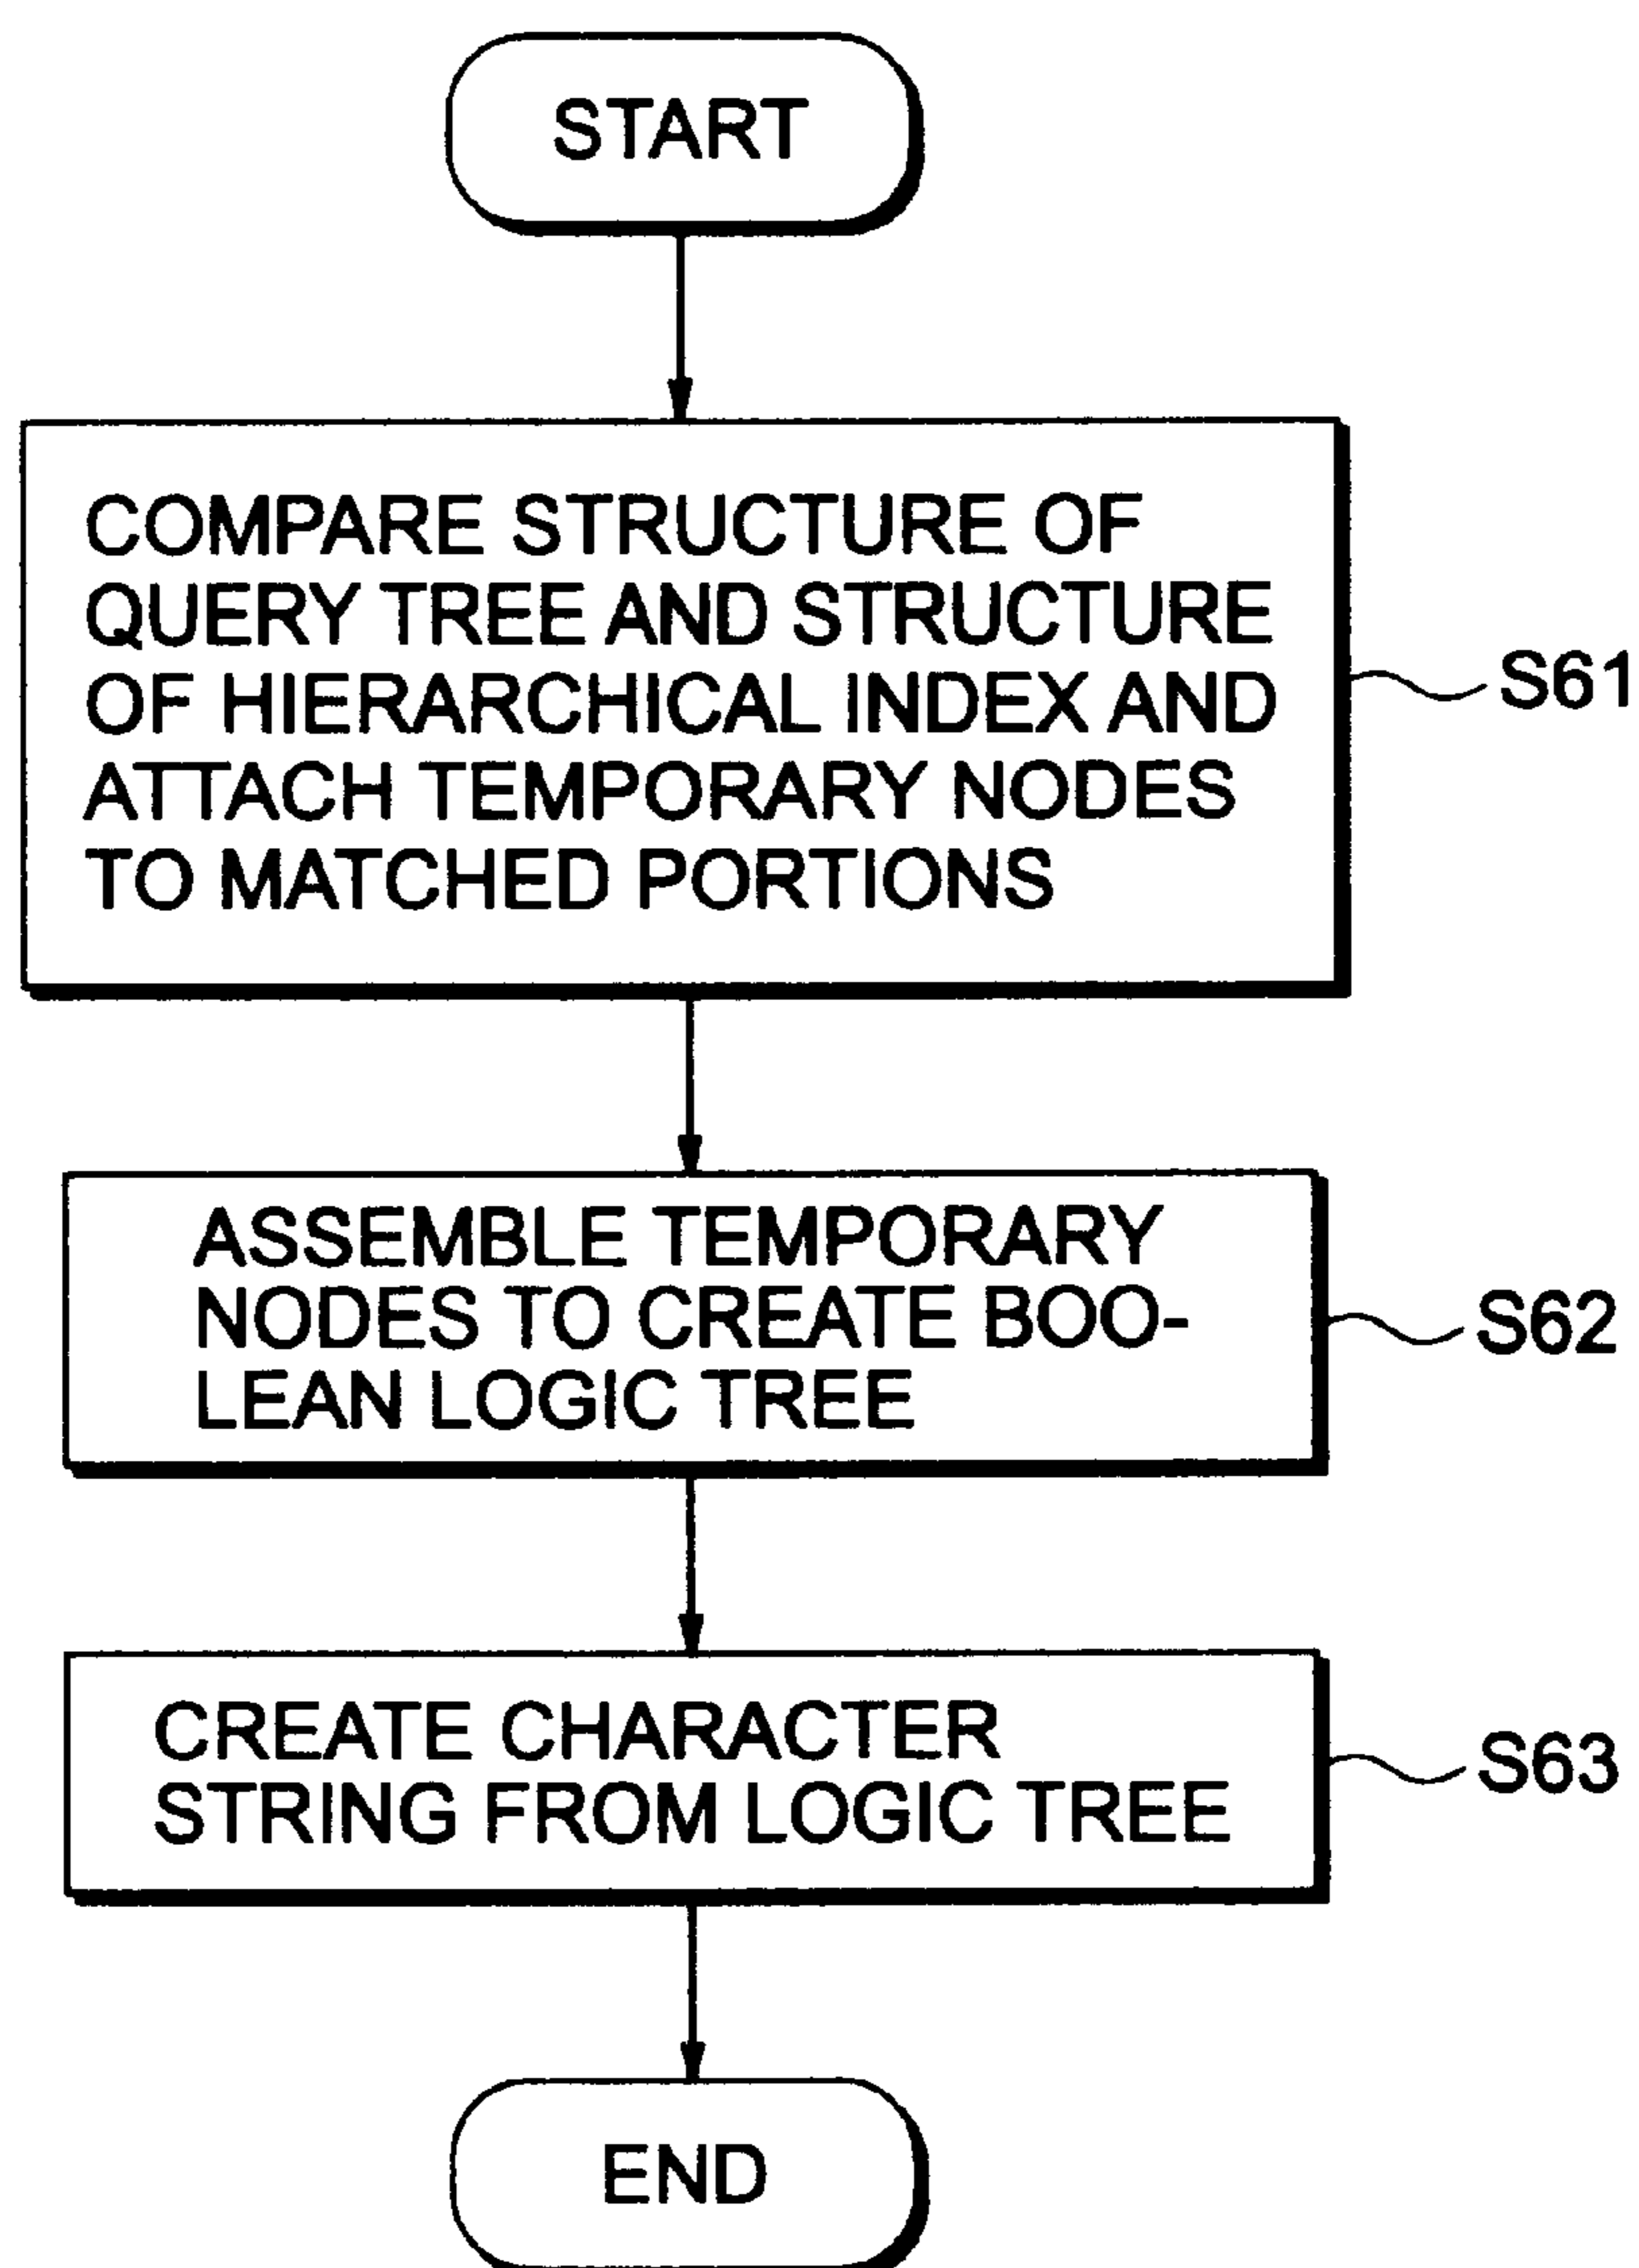 START
COMPARE STRUCTURE OF
QUERY TREE AND STRUCTURE
OF HIERARCHICAL INDEX AND
ATTACH TEMPORARY NODES
TO MATCHED PORTIONS
S61
ASSEMBLE TEMPORARY
NODES TO CREATE BOO-
LEAN LOGIC TREE
S62
CREATE CHARACTER
STRING FROM LOGIC TREE
S63
END